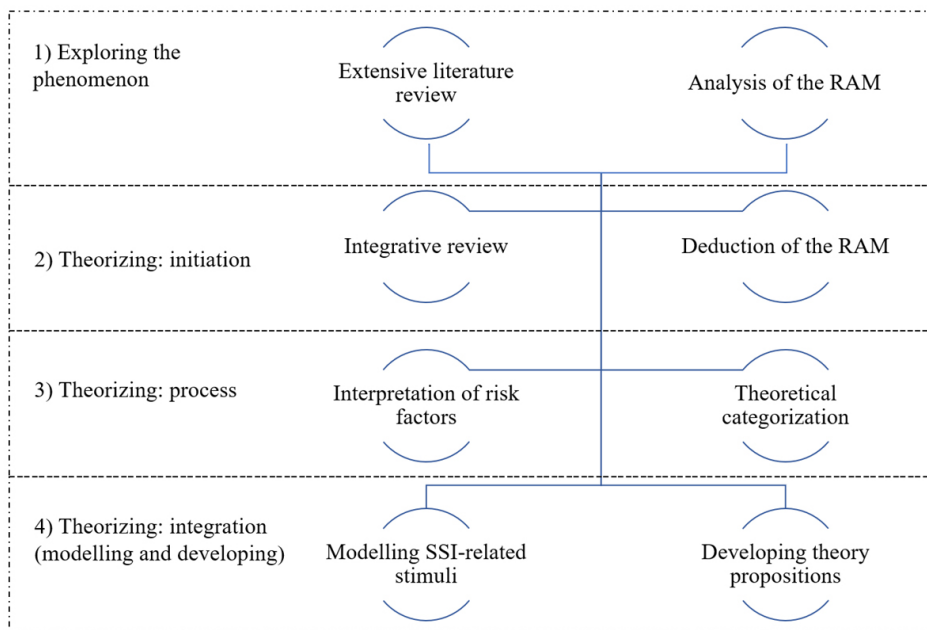 1) Exploring the
phenomenon
Extensive literature
review
Analysis of the RAM
2) Theorizing: initiation
Integrative review
Deduction of the RAM
3) Theorizing: process
Interpretation of risk
factors
Theoretical
categorization
4) Theorizing: integration
(modelling and developing)
Modelling SSI-related
stimuli
Developing theory
propositions